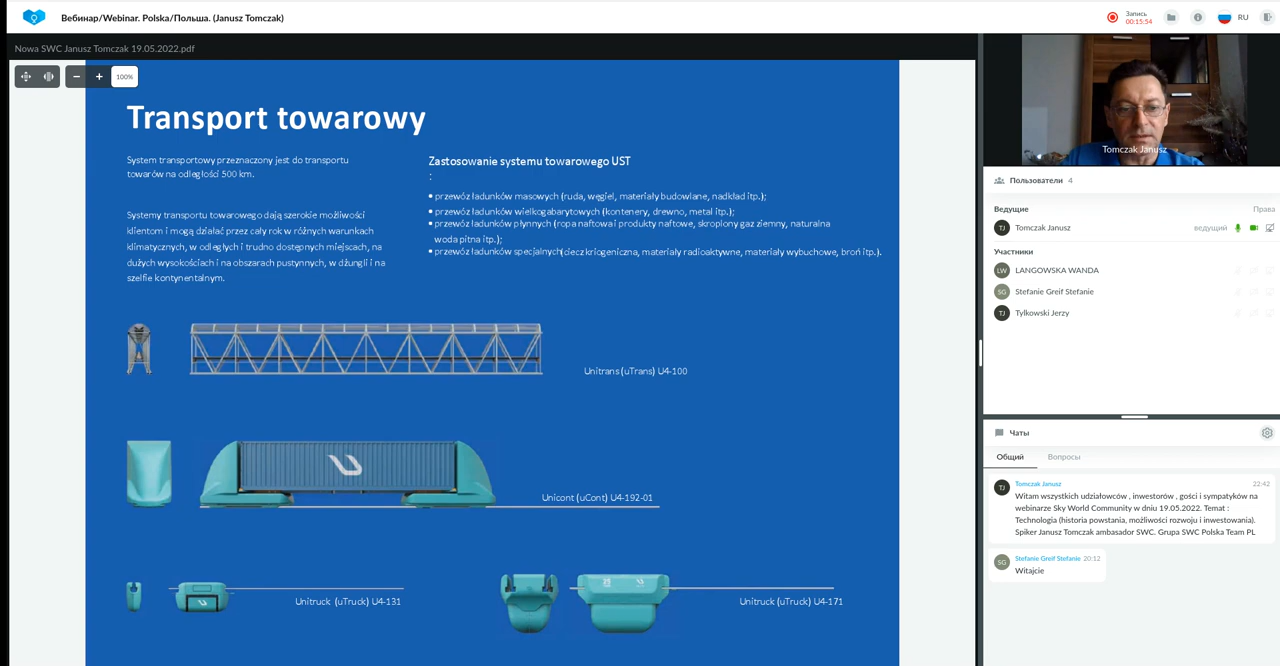 Вебинар/Webinar. Polska/Польша. (Janusz Tomczak)
Запись
00:15:54
RU
Nowa SWC Janusz Tomczak 19.05.2022.pdf
100%
Transport towarowy
System transportowy przeznaczony jest do transportu
towarów na odległości 500 km.
Systemy transportu towarowego dają szerokie możliwości
klientom i mogą działać przez cały rok w różnych warunkach
klimatycznych, w odległych i trudno dostępnych miejscach, na
dużych wysokościach i na obszarach pustynnych, w dżungli i na
szelfie kontynentalnym.
Zastosowanie systemu towarowego UST
:
• przewóz ładunków masowych (ruda, węgiel, materiały budowlane, nadkład itp.);
• przewóz ładunków wielkogabarytowych (kontenery, drewno, metal itp.);
• przewóz ładunków płynnych (ropa naftowa i produkty naftowe, skroplony gaz ziemny, naturalna
woda pitna itp.);
• przewóz ładunków specjalnych(ciecz kriogeniczna, materiały radioaktywne, materiały wybuchowe, broń itp.).
Unitrans (uTrans) U4-100
Unicont (uCont) U4-192-01
Unitruck (uTruck) U4-131
Unitruck (uTruck) U4-171
Tomczak Janusz
Пользователи 4
Ведущие Права
TJ Tomczak Janusz ведущий
Участники
LW LANGOWSKA WANDA
SG Stefanie Greif Stefanie
TJ Tylkowski Jerzy
Чаты
Общий Вопросы
TJ Tomczak Janusz 22:42
Witam wszystkich udziałowców , inwestorów , gości i sympatyków na
webinarze Sky World Community w dniu 19.05.2022. Temat :
Technologia (historia powstania, możliwości rozwoju i inwestowania).
Spiker Janusz Tomczak ambasador SWC. Grupa SWC Polska Team PL
SG Stefanie Greif Stefanie 20:12
Witajcie